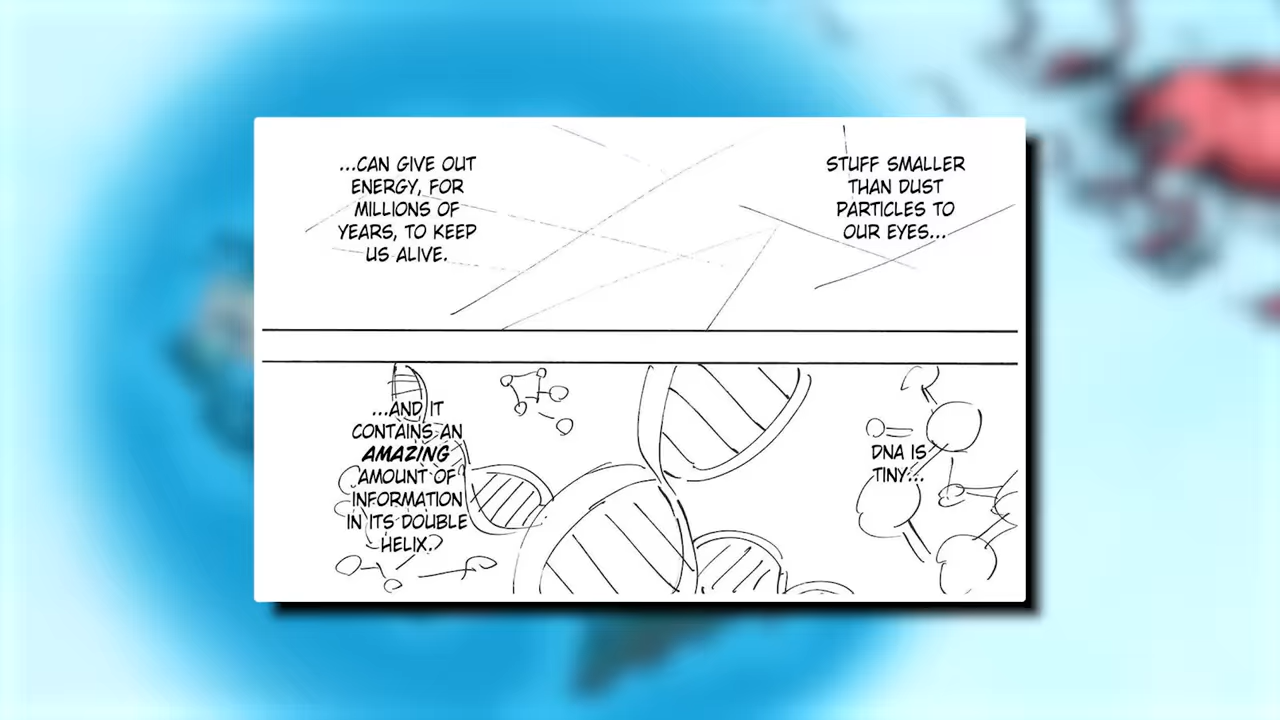 STUFF SMALLER
THAN DUST
PARTICLES TO
OUR EYES...
...CAN GIVE OUT
ENERGY, FOR
MILLIONS OF
YEARS, TO KEEP
US ALIVE.
DNA IS
TINY...
...AND IT
CONTAINS AN
AMAZING
AMOUNT OF
INFORMATION
IN ITS DOUBLE
HELIX.